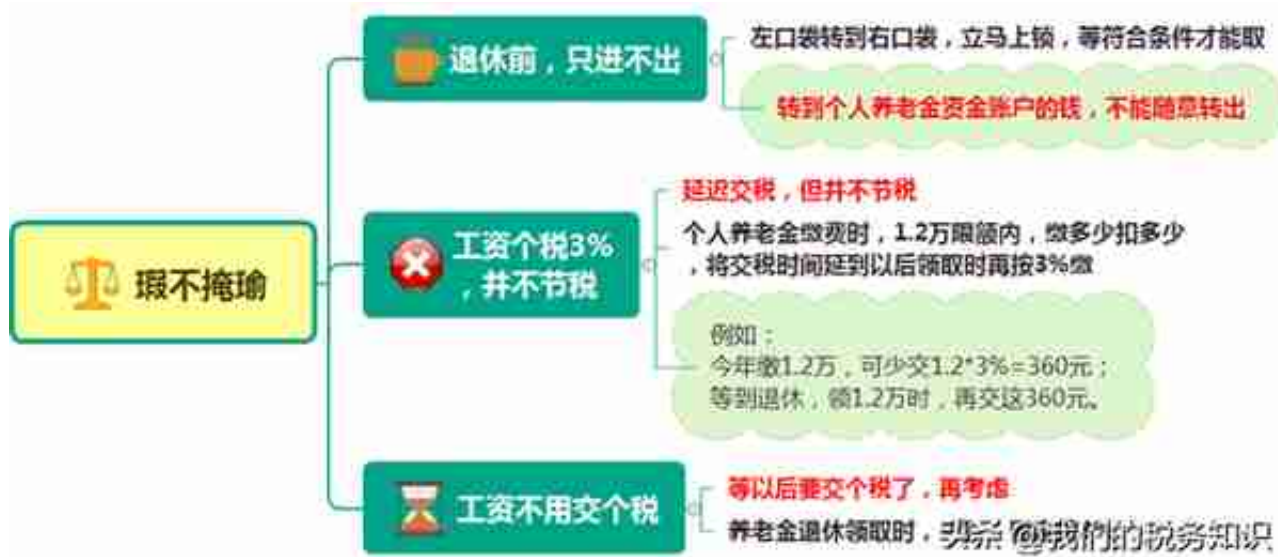 退休前，只进不出
左口袋转到右口袋，立马上锁，等符合条件才能取
转到个人养老金资金账户的钱，不能随意转出
瑕不掩瑜
工资个税3%
，并不节税
延迟交税，但并不节税
个人养老金缴费时，1.2万限额内，缴多少扣多少
，将交税时间延到以后领取时再按3%缴
例如：
今年缴1.2万，可少交1.2*3%=360元；
等到退休，领1.2万时，再交这360元。
工资不用交个税
等以后要交个税了，再考虑
养老金退休领取时，
头条 @我们的税务知识